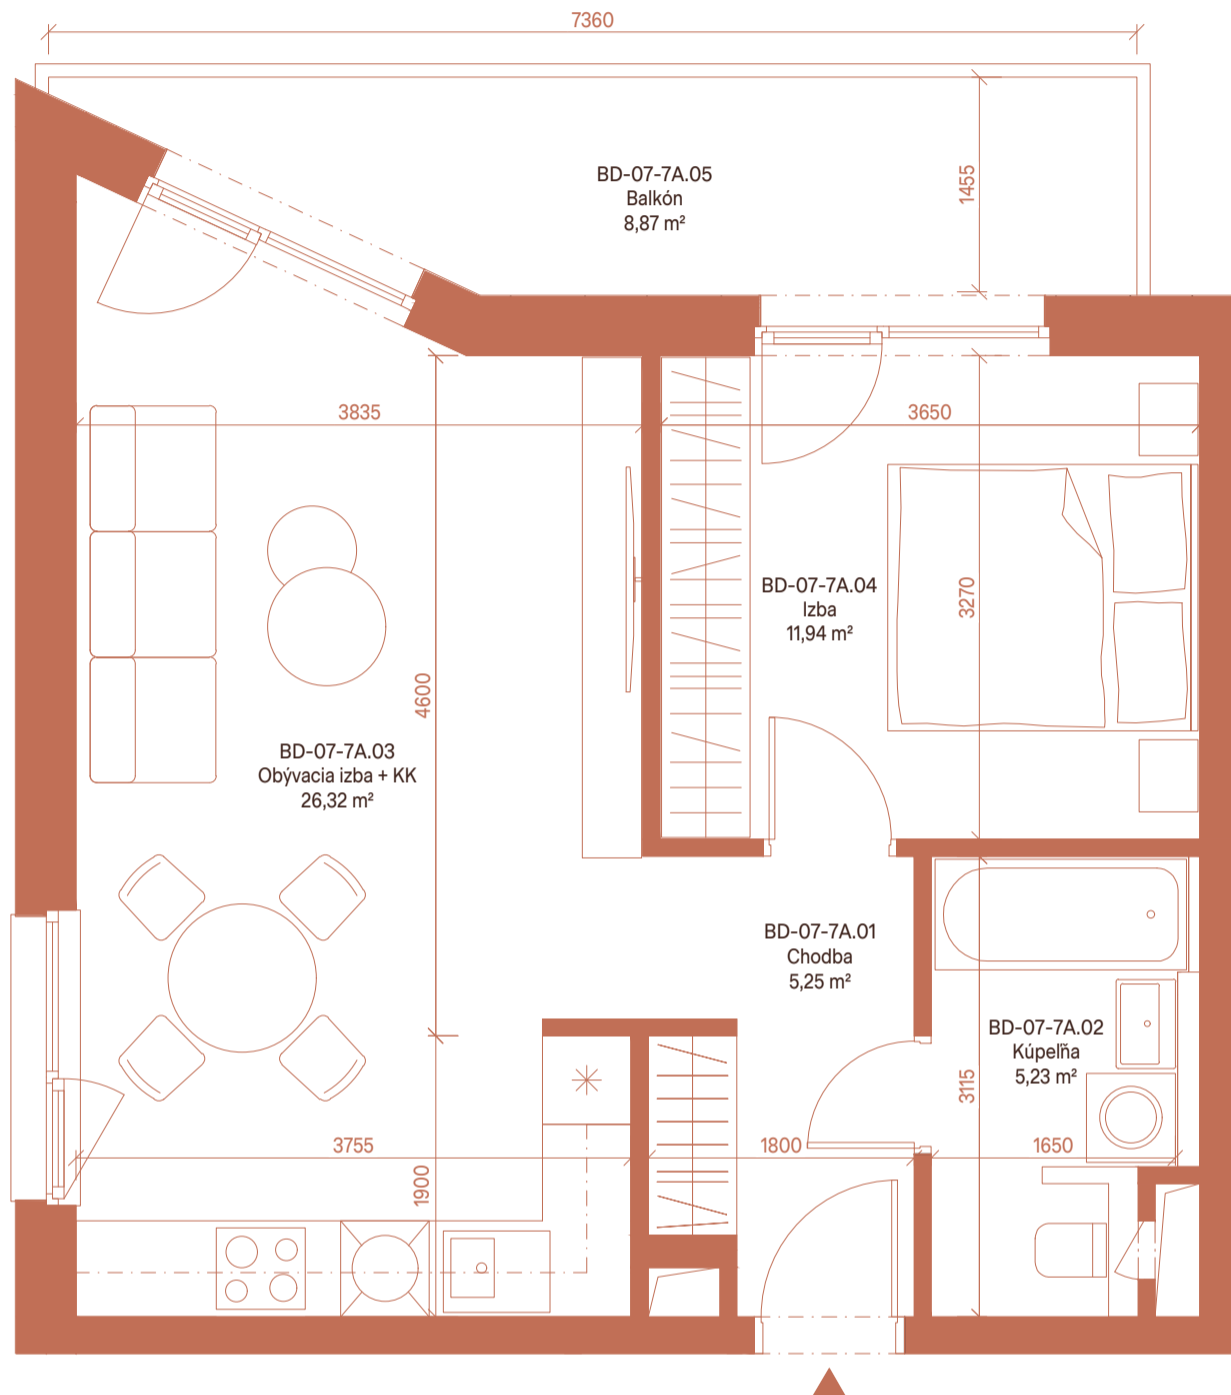 7360
BD-07-7A.05
Balkón
8,87 m²
1455
3835
3650
BD-07-7A.04
Izba
11,94 m²
3270
4600
BD-07-7A.03
Obývacia izba + KK
26,32 m²
BD-07-7A.01
Chodba
5,25 m²
BD-07-7A.02
Kúpeľňa
5,23 m²
3115
3755
1800
1650
1900